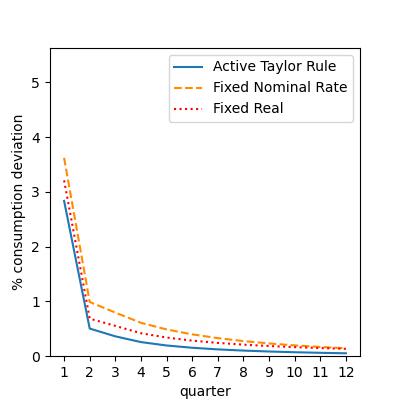 Active Taylor Rule
Fixed Nominal Rate
Fixed Real
% consumption deviation
5
4
3
2
1
0
1 2 3 4 5 6 7 8 9 10 11 12
quarter